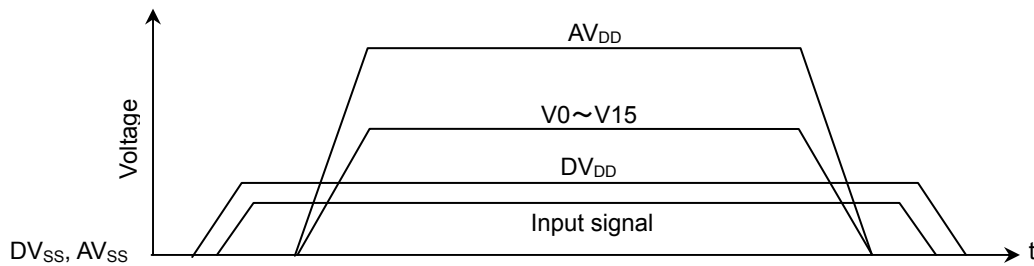 AVDD
V0～V15
Voltage
DVDD
Input signal
DVSS, AVSS
t